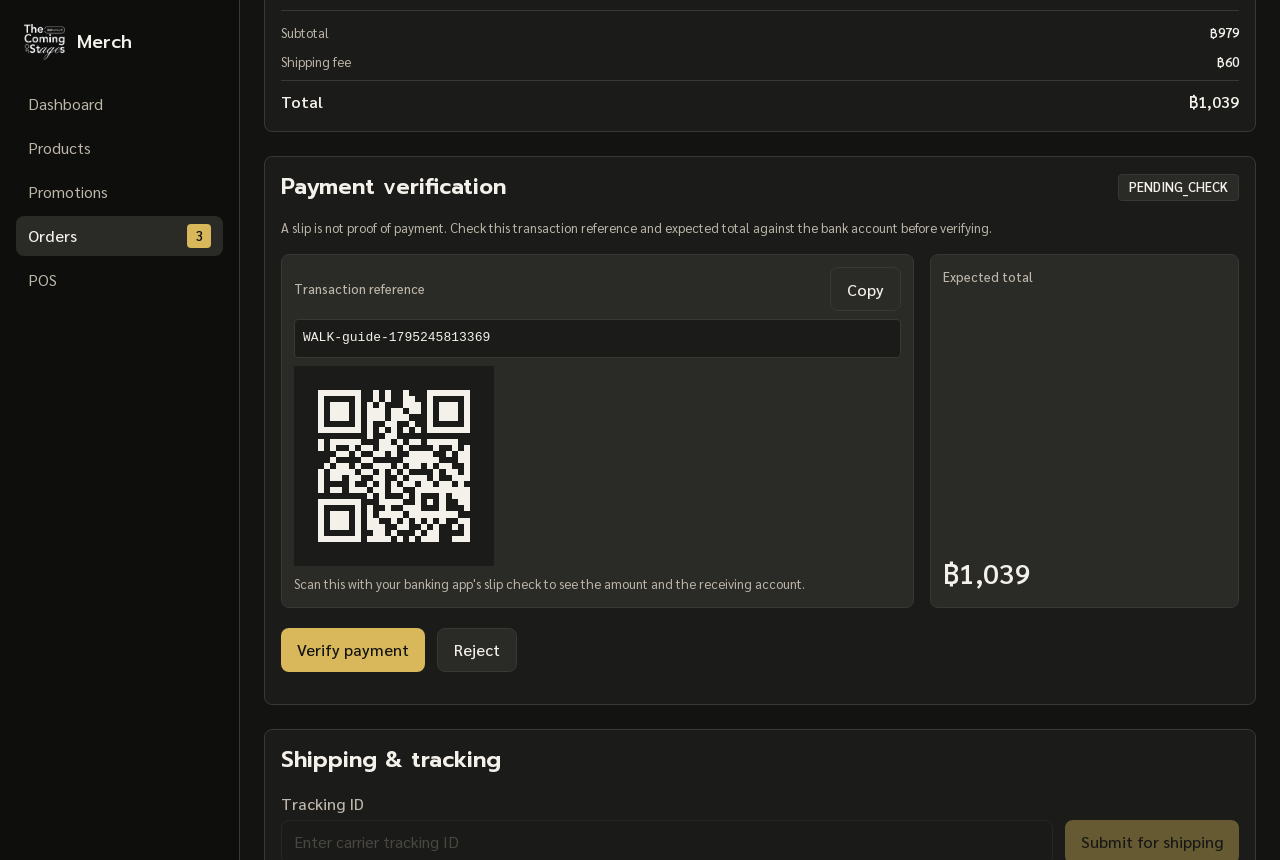 The
Coming
Stages
Merch
Dashboard
Products
Promotions
Orders
3
POS
Subtotal
฿979
Shipping fee
฿60
Total
฿1,039
Payment verification
PENDING_CHECK
A slip is not proof of payment. Check this transaction reference and expected total against the bank account before verifying.
Transaction reference
Copy
WALK-guide-1795245813369
Scan this with your banking app's slip check to see the amount and the receiving account.
Expected total
฿1,039
Verify payment
Reject
Shipping & tracking
Tracking ID
Enter carrier tracking ID
Submit for shipping